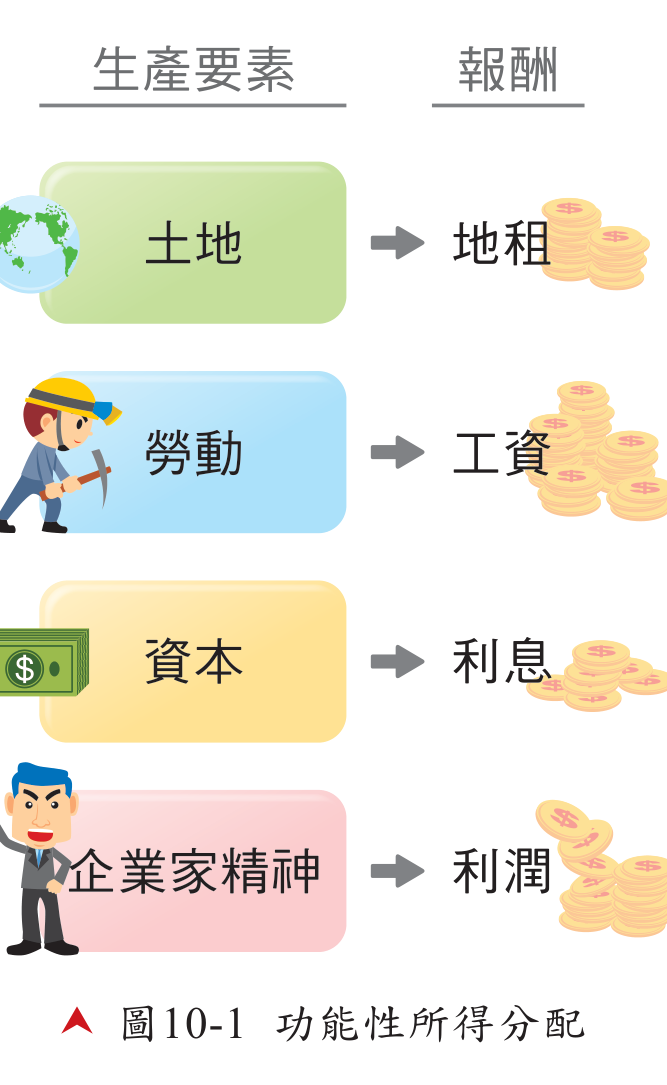 生產要素 報酬
土地 地租
勞動 工資
資本 利息
企業家精神 利潤
圖10-1 功能性所得分配